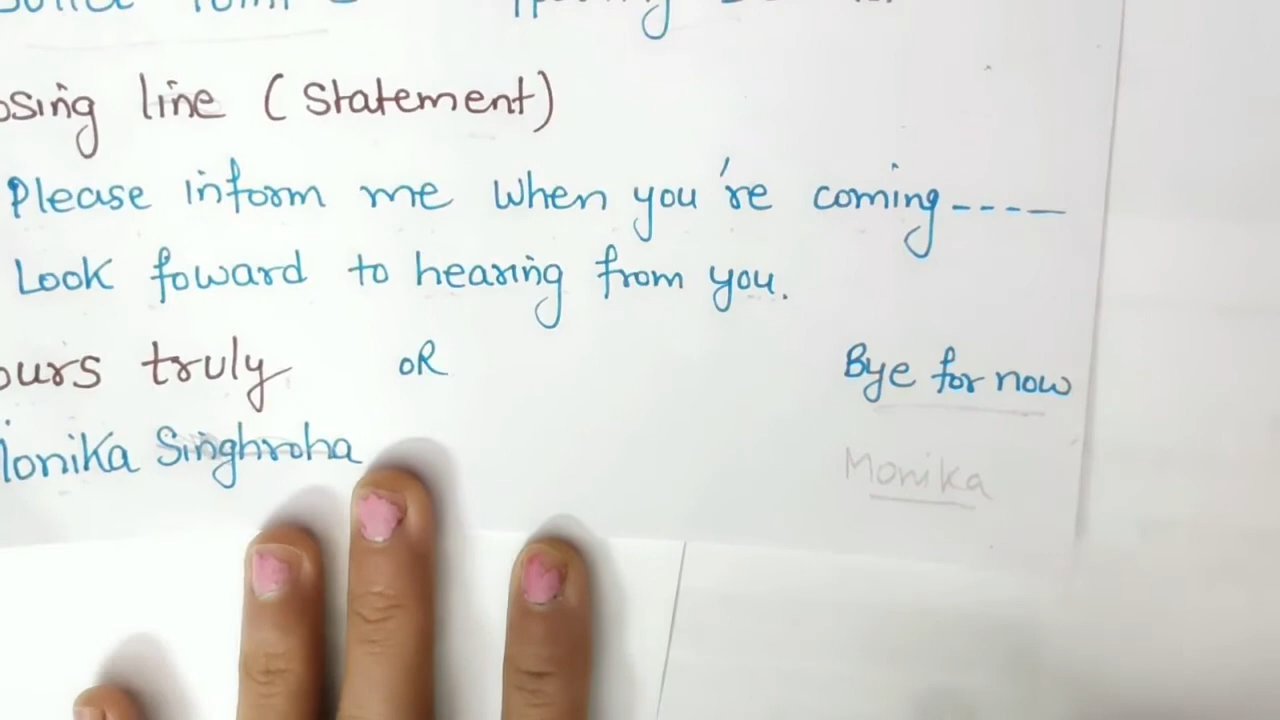 osing line (Statement)
Please inform me when you're coming-----
Look foward to hearing from you.
ours truly OR Bye for now
Monika Singhroha Monika